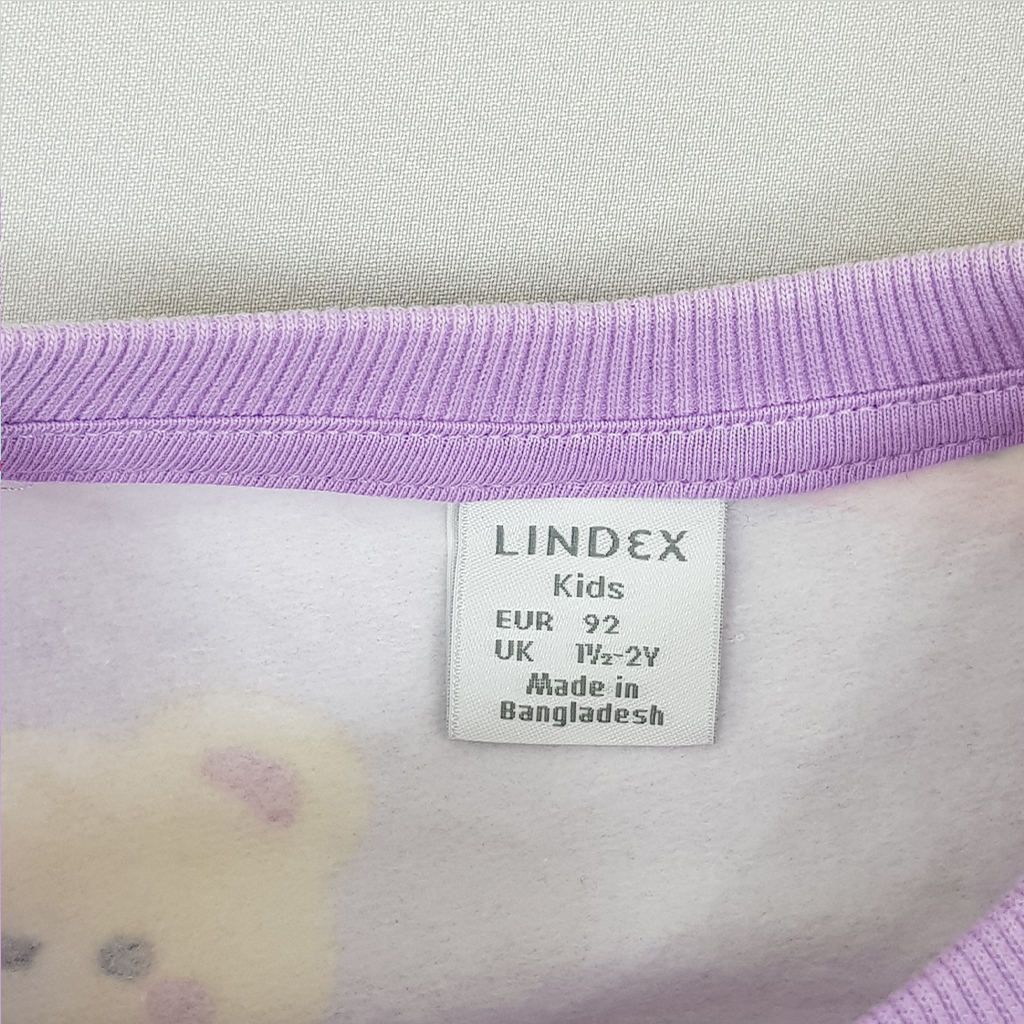 LINDEX
Kids
EUR 92
UK 1½-2Y
Made in
Bangladesh